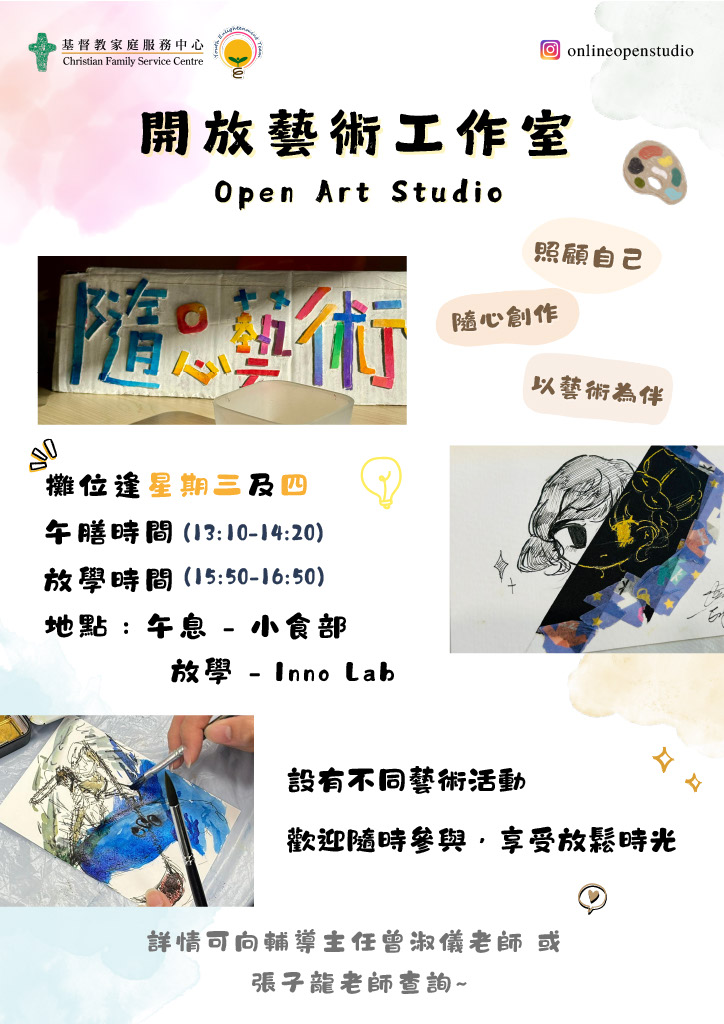 基督教家庭服務中心
Christian Family Service Centre
Youth Enlightenment Team
onlineopenstudio
開放藝術工作室
Open Art Studio
照顧自己
隨心創作
以藝術為伴
隨心藝術
攤位逢星期三及四
午膳時間 (13:10-14:20)
放學時間 (15:50-16:50)
地點：午息 - 小食部
放學 - Inno Lab
設有不同藝術活動
歡迎隨時參與，享受放鬆時光
詳情可向輔導主任曾淑儀老師 或
張子龍老師查詢~